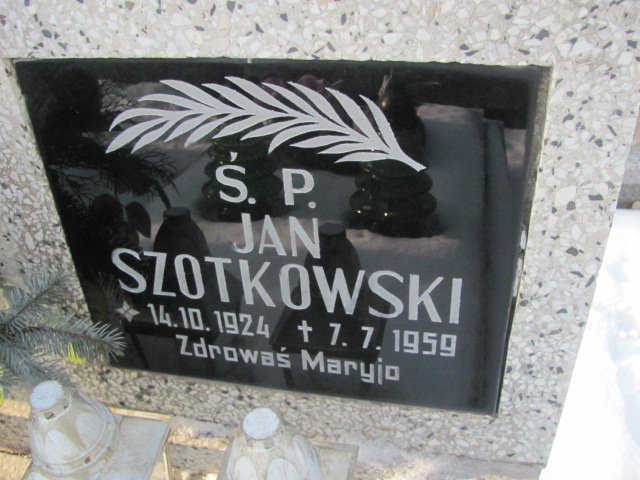 Ś. P.
JAN
SZOTKOWSKI
14.10.1924 † 7.7.1959
Zdrowaś Maryjo